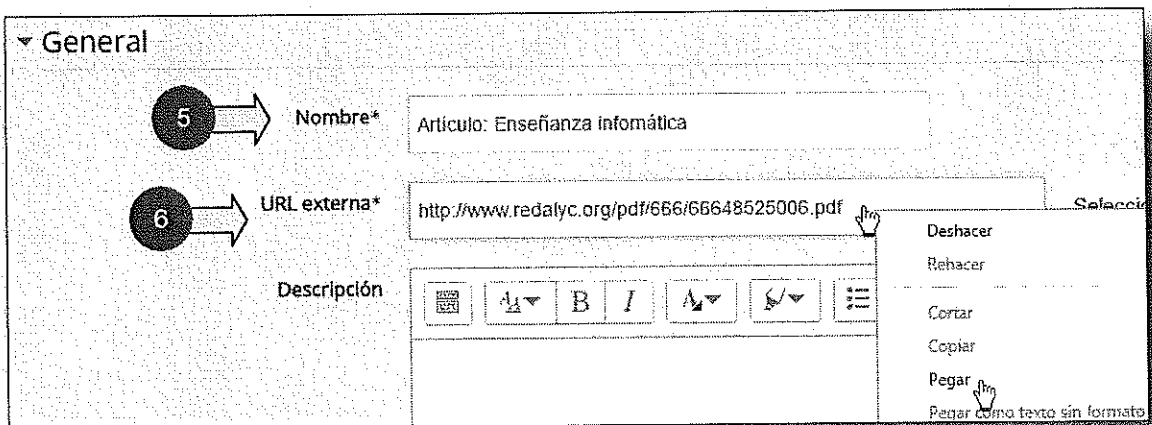 General
5 Nombre* Artículo: Enseñanza infomática
6 URL externa* http://www.redalyc.org/pdf/666/66648525006.pdf Selecci
Deshacer
Rehacer
Descripción
B I
Cortar
Copiar
Pegar
Pegar como texto sin formato